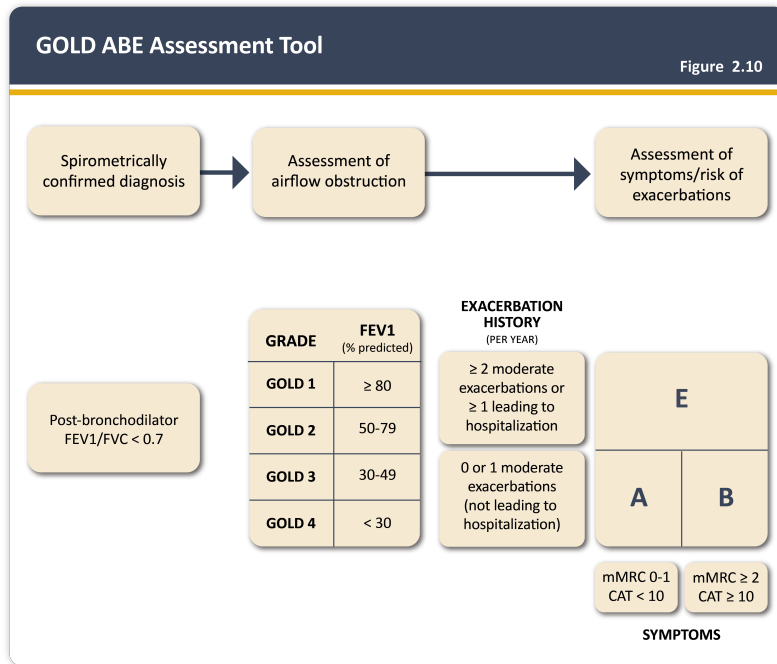 GOLD ABE Assessment Tool
Figure 2.10
Spirometrically
confirmed diagnosis
Assessment of
airflow obstruction
Assessment of
symptoms/risk of
exacerbations
Post-bronchodilator
FEV1/FVC < 0.7
GRADE
FEV1
(% predicted)
GOLD 1
≥ 80
GOLD 2
50-79
GOLD 3
30-49
GOLD 4
< 30
EXACERBATION
HISTORY
(PER YEAR)
≥ 2 moderate
exacerbations or
≥ 1 leading to
hospitalization
0 or 1 moderate
exacerbations
(not leading to
hospitalization)
E
A
B
mMRC 0-1
CAT < 10
mMRC ≥ 2
CAT ≥ 10
SYMPTOMS